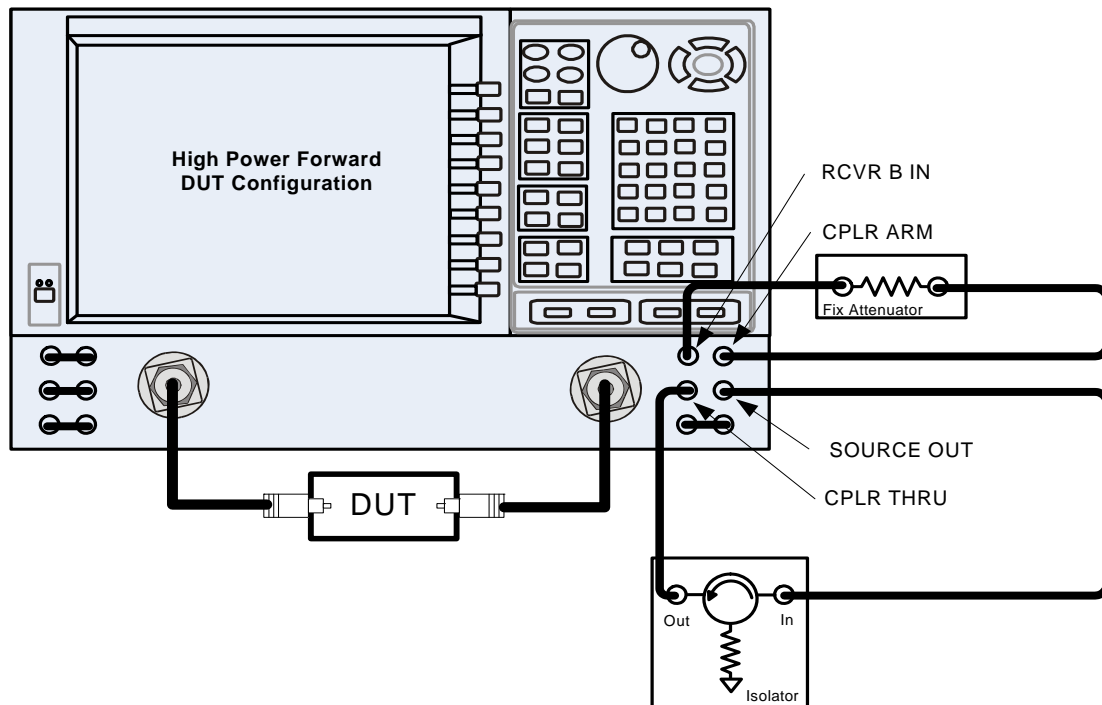 High Power Forward
DUT Configuration
RCVR B IN
CPLR ARM
Fix Attenuator
SOURCE OUT
CPLR THRU
DUT
Out
In
Isolator